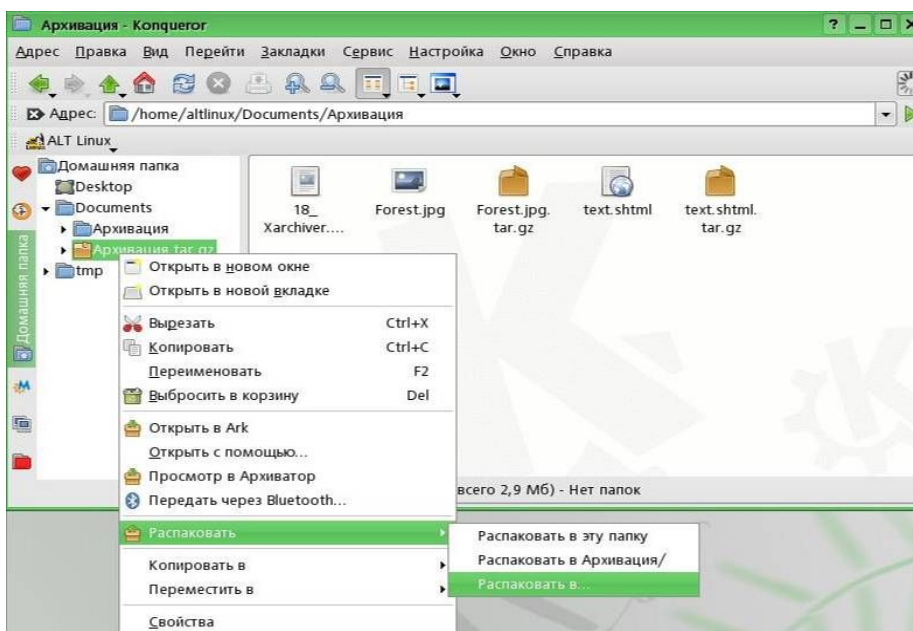 Архивация - Konqueror
Адрес Правка Вид Перейти Закладки Сервис Настройка Окно Справка
Адрес: /home/altlinux/Documents/Архивация
ALT Linux
Домашняя папка
Desktop
Documents
Архивация
Архивация.tar.gz
tmp
Домашняя папка
18_
Xarchiver....
Forest.jpg
Forest.jpg.
tar.gz
text.shtml
text.shtml.
tar.gz
Открыть в новом окне
Открыть в новой вкладке
Вырезать Ctrl+X
Копировать Ctrl+C
Переименовать F2
Выбросить в корзину Del
Открыть в Ark
Открыть с помощью...
Просмотр в Архиватор
Передать через Bluetooth...
всего 2,9 Мб) - Нет папок
Распаковать
Распаковать в эту папку
Распаковать в Архивация/
Распаковать в...
Копировать в
Переместить в
Свойства